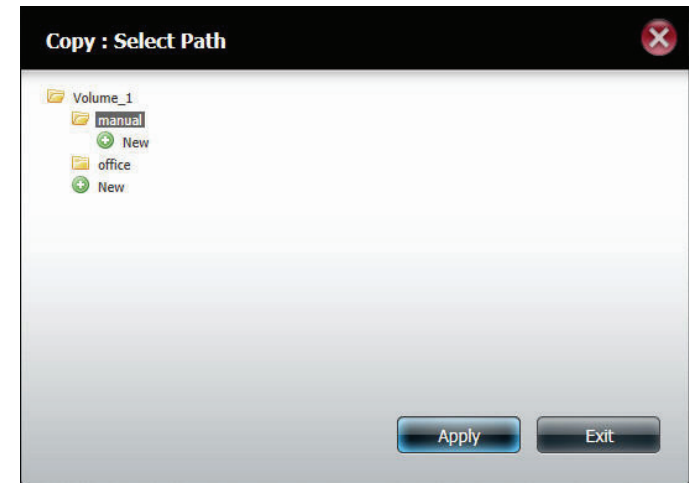 Copy : Select Path
Volume_1
manual
New
office
New
Apply Exit